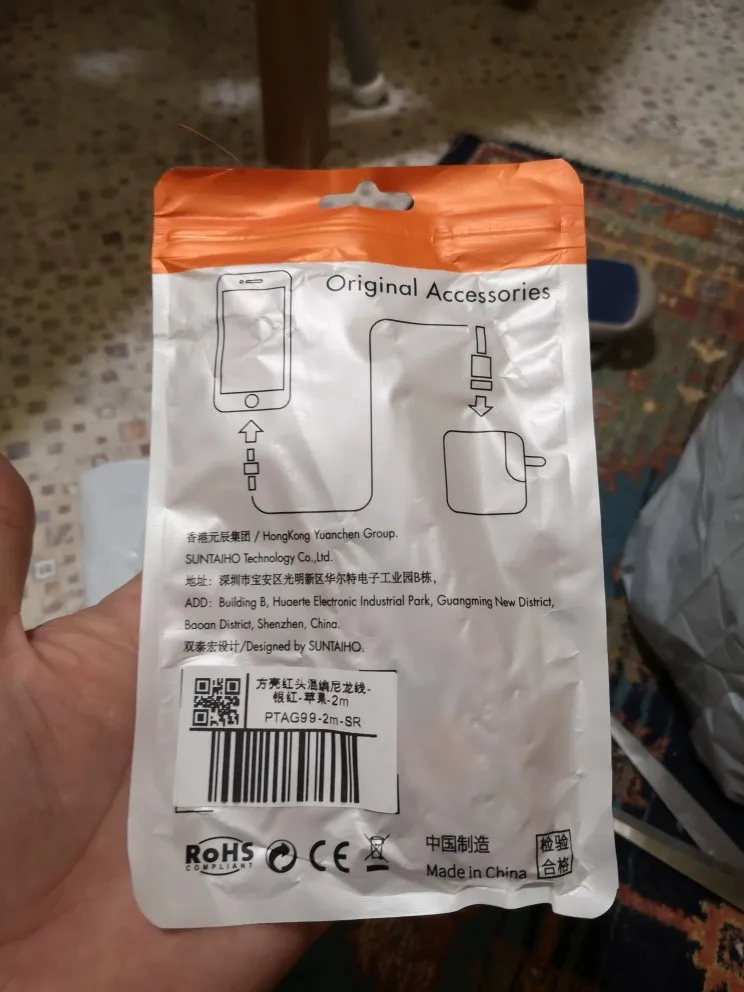 Original Accessories
香港元辰集团 / HongKong Yuanchen Group.
SUNTAIHO Technology Co.,Ltd.
地址：深圳市宝安区光明新区华尔特电子工业园B栋，
ADD：Building B, Huaerte Electronic Industrial Park, Guangming New District,
Baoan District, Shenzhen, China.
双泰宏设计/Designed by SUNTAIHO.
方亮红头混编尼龙线-
银红-苹果-2m
PTAG99-2m-SR
RoHS
COMPLIANT
CE
中国制造
Made in China
检验
合格